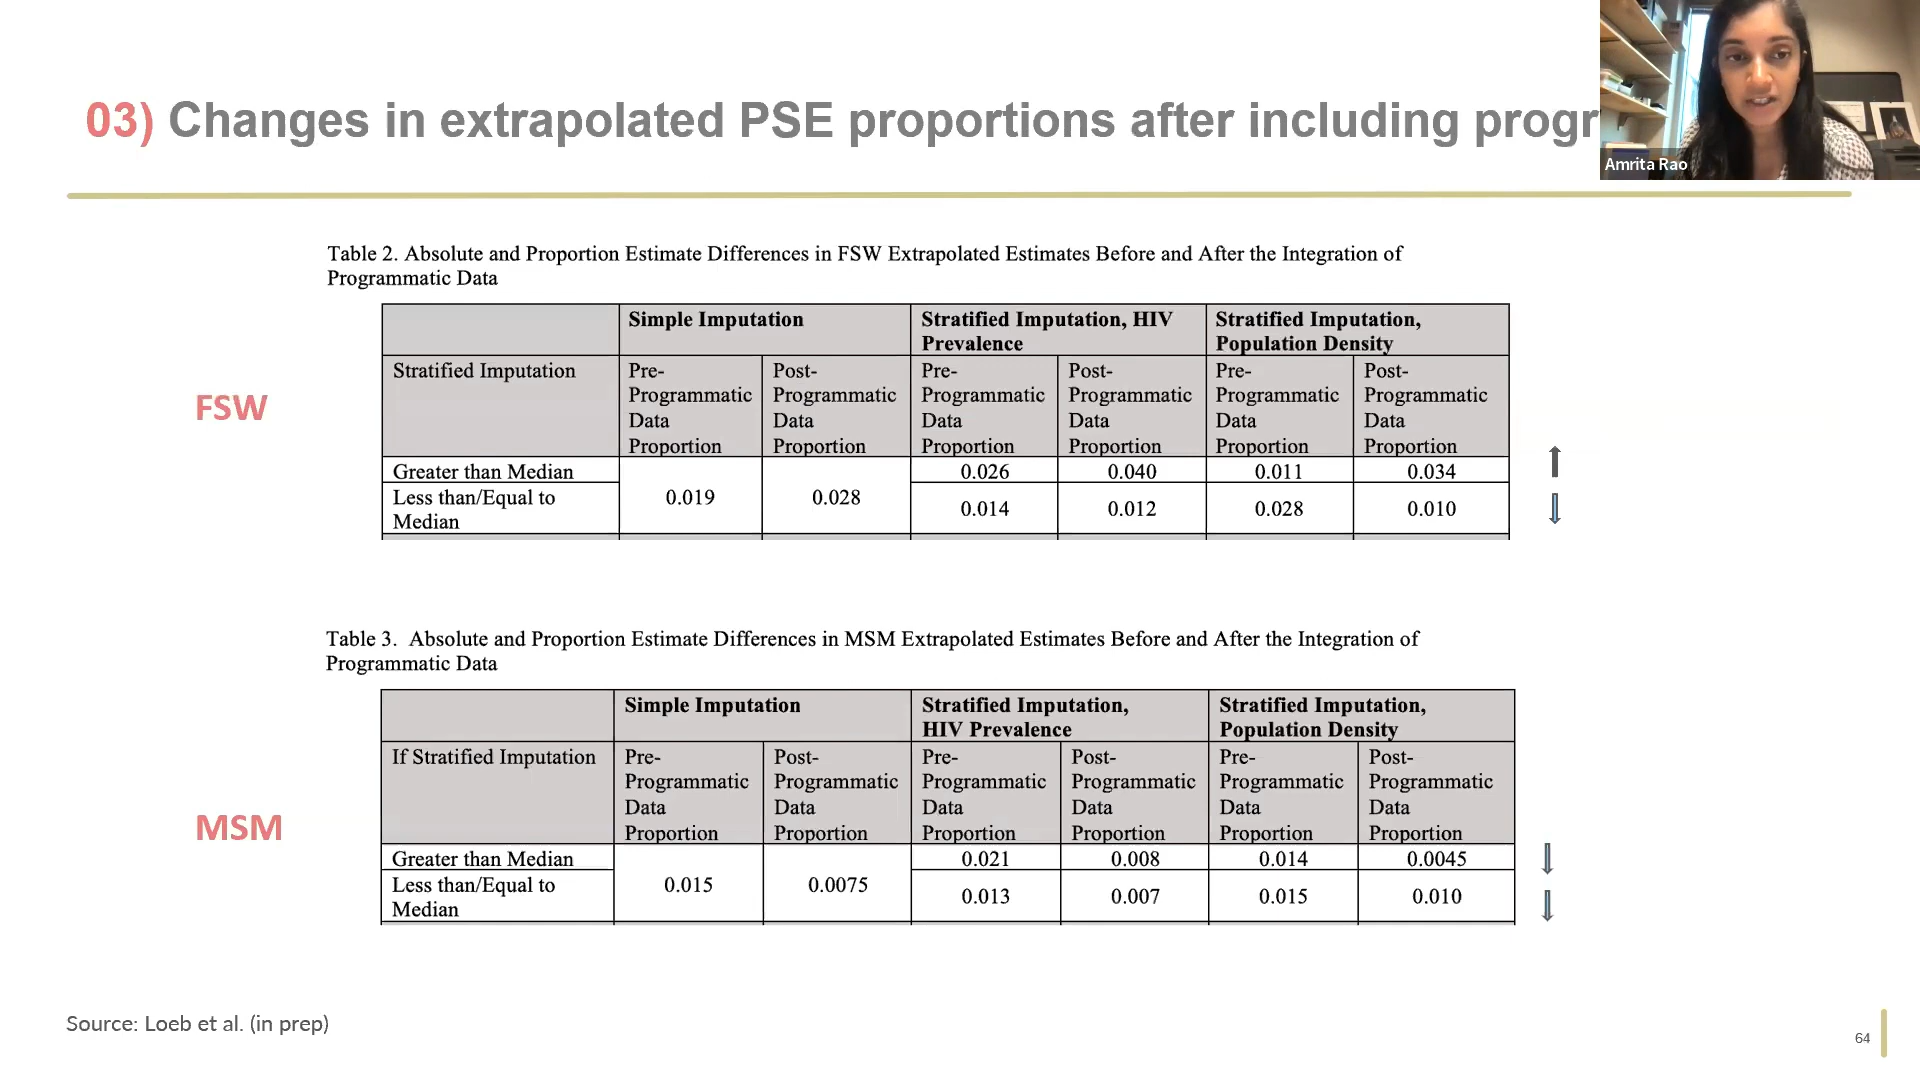 03) Changes in extrapolated PSE proportions after including progr
Amrita Rao
Table 2. Absolute and Proportion Estimate Differences in FSW Extrapolated Estimates Before and After the Integration of
Programmatic Data
FSW
Simple Imputation
Stratified Imputation, HIV
Prevalence
Stratified Imputation,
Population Density
Stratified Imputation
Pre-
Programmatic
Data
Proportion
Post-
Programmatic
Data
Proportion
Pre-
Programmatic
Data
Proportion
Post-
Programmatic
Data
Proportion
Pre-
Programmatic
Data
Proportion
Post-
Programmatic
Data
Proportion
Greater than Median
0.019
0.028
0.026
0.040
0.011
0.034
Less than/Equal to
Median
0.014
0.012
0.028
0.010
Table 3. Absolute and Proportion Estimate Differences in MSM Extrapolated Estimates Before and After the Integration of
Programmatic Data
MSM
Simple Imputation
Stratified Imputation,
HIV Prevalence
Stratified Imputation,
Population Density
If Stratified Imputation
Pre-
Programmatic
Data
Proportion
Post-
Programmatic
Data
Proportion
Pre-
Programmatic
Data
Proportion
Post-
Programmatic
Data
Proportion
Pre-
Programmatic
Data
Proportion
Post-
Programmatic
Data
Proportion
Greater than Median
0.015
0.0075
0.021
0.008
0.014
0.0045
Less than/Equal to
Median
0.013
0.007
0.015
0.010
Source: Loeb et al. (in prep)
64